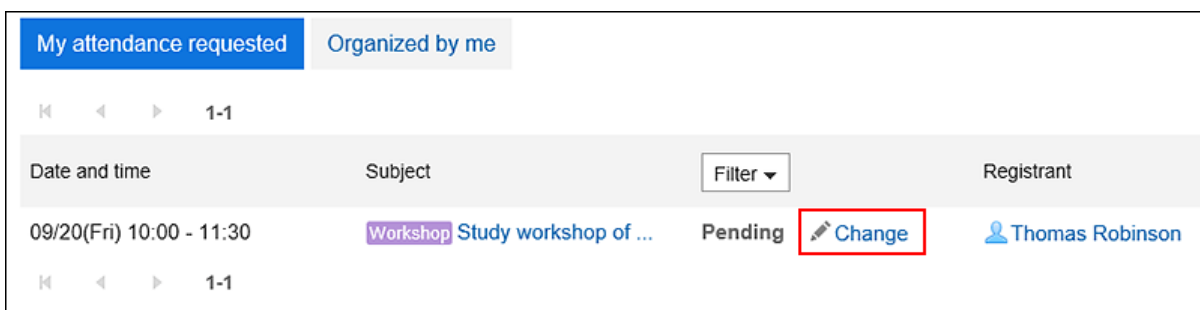 My attendance requested Organized by me
1-1
Date and time Subject Filter Registrant
09/20(Fri) 10:00 - 11:30 Workshop Study workshop of ... Pending Change Thomas Robinson
1-1